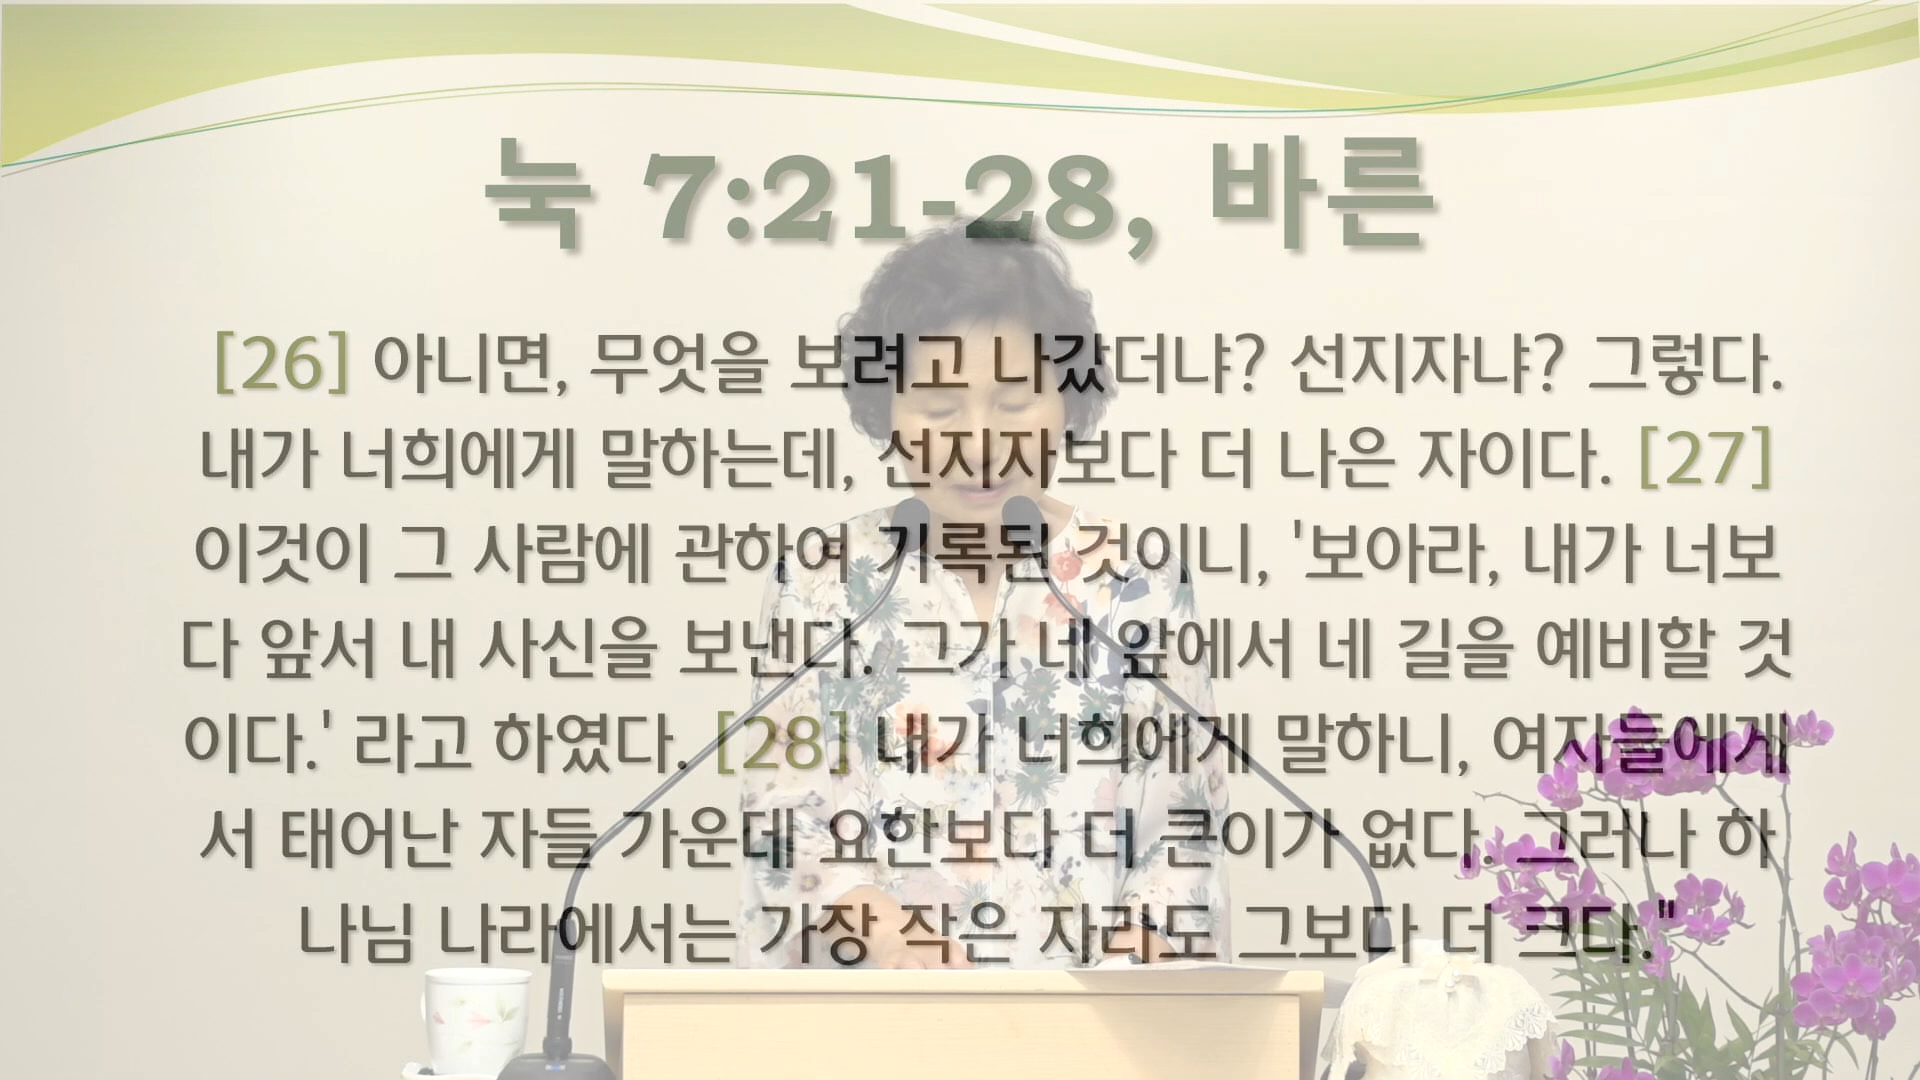 눅 7:21-28, 바른
[26] 아니면, 무엇을 보려고 나갔더냐? 선지자냐? 그렇다.
내가 너희에게 말하는데, 선지자보다 더 나은 자이다. [27]
이것이 그 사람에 관하여 기록된 것이니, '보아라, 내가 너보
다 앞서 내 사신을 보낸다. 그가 네 앞에서 네 길을 예비할 것
이다.' 라고 하였다. [28] 내가 너희에게 말하니, 여자들에게
서 태어난 자들 가운데 요한보다 더 큰이가 없다. 그러나 하
나님 나라에서는 가장 작은 자라도 그보다 더 크다."